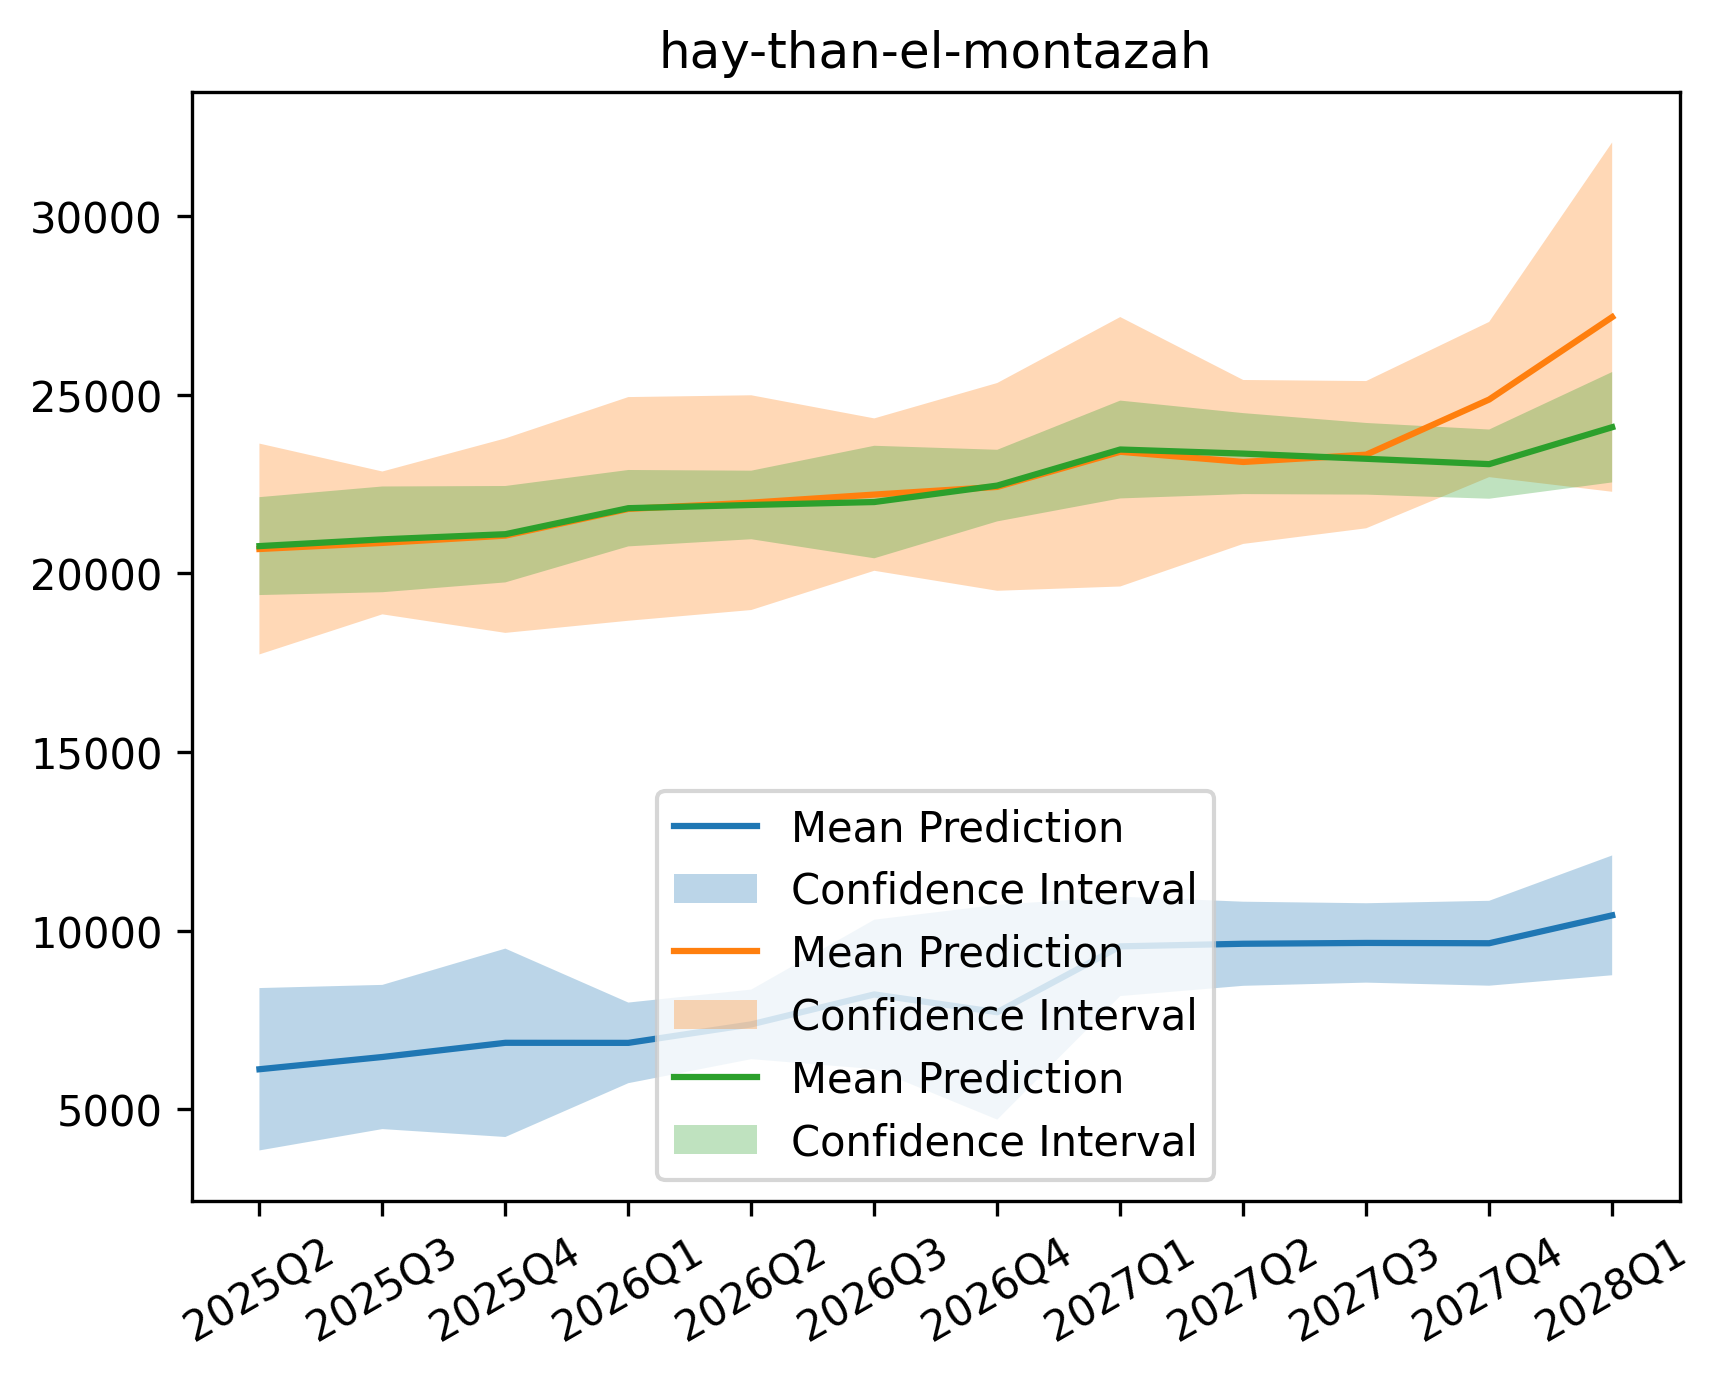 hay-than-el-montazah
30000
25000
20000
15000
10000
5000
Mean Prediction
Confidence Interval
Mean Prediction
Confidence Interval
Mean Prediction
Confidence Interval
2025Q2
2025Q3
2025Q4
2026Q1
2026Q2
2026Q3
2026Q4
2027Q1
2027Q2
2027Q3
2027Q4
2028Q1